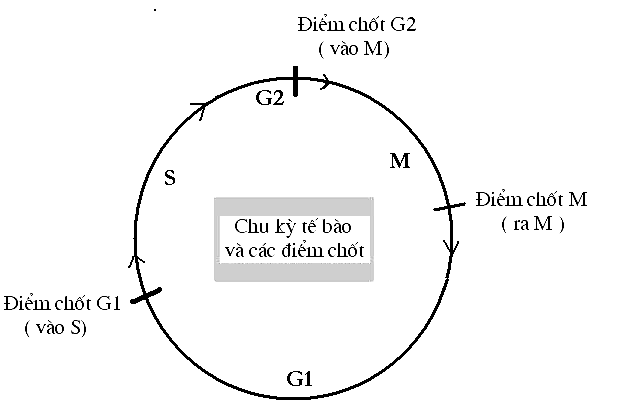 Điểm chốt G2
( vào M)
G2
M
S
Điểm chốt M
( ra M )
Chu kỳ tế bào
và các điểm chốt
Điểm chốt G1
( vào S)
G1